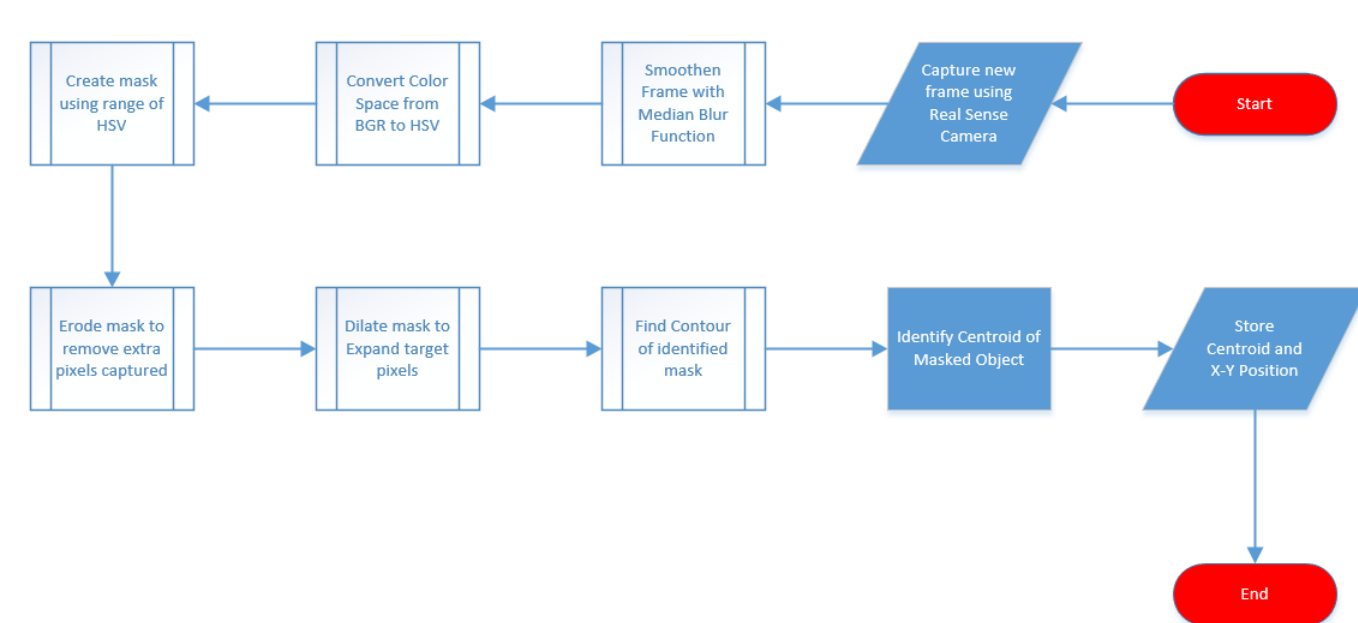 Create mask
using range of
HSV
Convert Color
Space from
BGR to HSV
Smoothen
Frame with
Median Blur
Function
Capture new
frame using
Real Sense
Camera
Start
Erode mask to
remove extra
pixels captured
Dilate mask to
Expand target
pixels
Find Contour
of identified
mask
Identify Centroid of
Masked Object
Store
Centroid and
X-Y Position
End